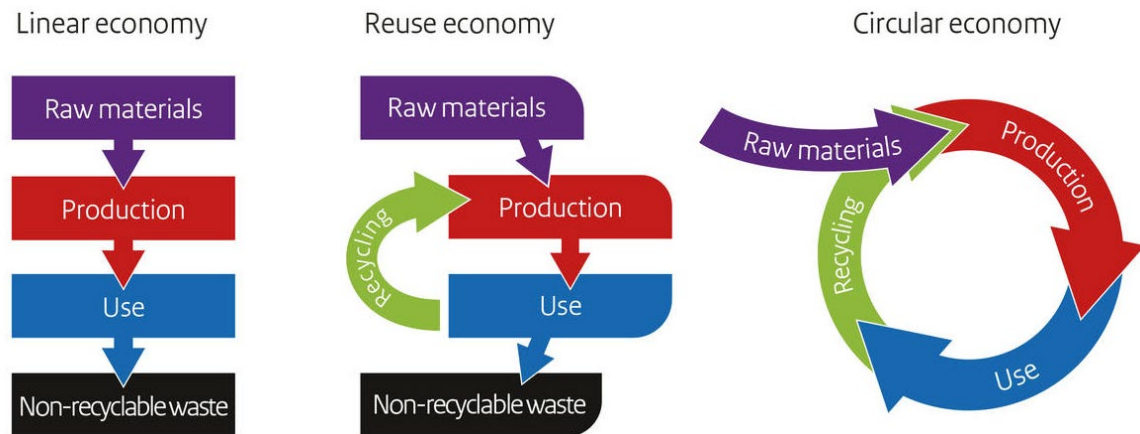 Linear economy
Raw materials
Production
Use
Non-recyclable waste
Reuse economy
Raw materials
Production
Recycling
Use
Non-recyclable waste
Circular economy
Raw materials
Production
Recycling
Use